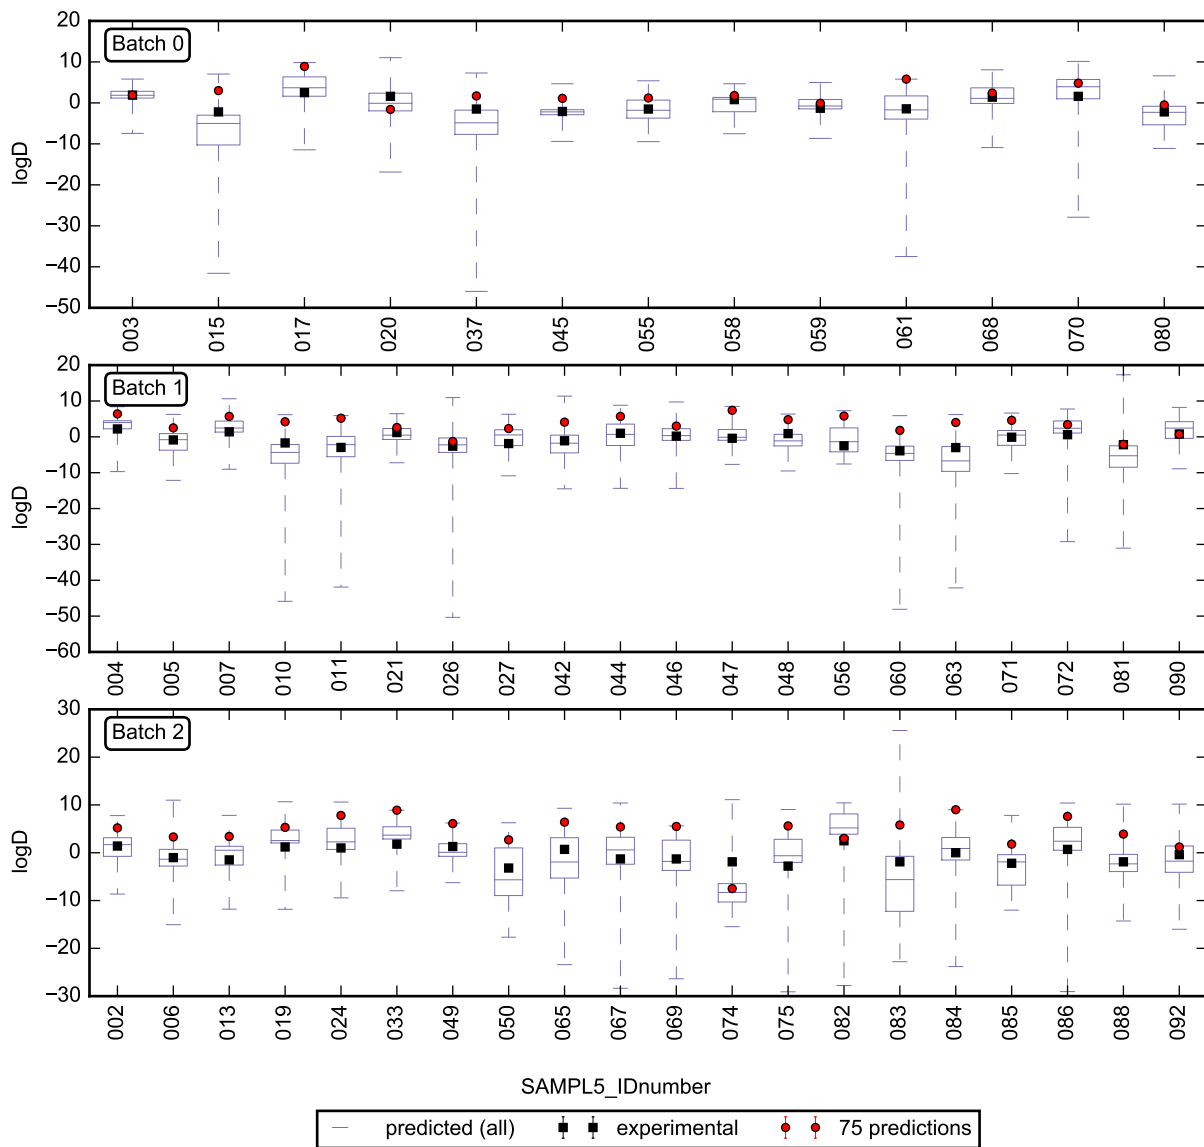 20
Batch 0
10
0
−10
−20
−30
−40
−50
logD
003 015 017 020 037 045 055 058 059 061 068 070 080
20
Batch 1
10
0
−10
−20
−30
−40
−50
−60
logD
004 005 007 010 011 021 026 027 042 044 046 047 048 056 060 063 071 072 081 090
30
Batch 2
20
10
0
−10
−20
−30
logD
002 006 013 019 024 033 049 050 065 067 069 074 075 082 083 084 085 086 088 092
SAMPL5_IDnumber
predicted (all) experimental 75 predictions